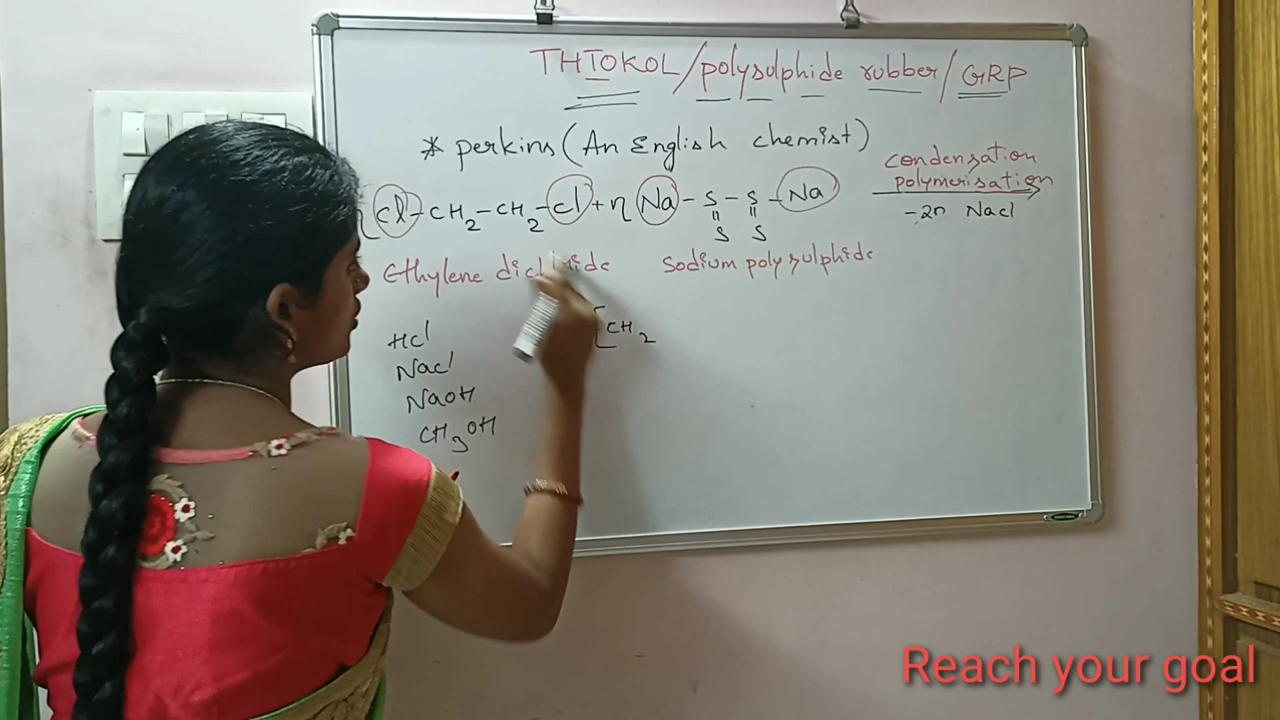 THIOKOL/polysulphide rubber/GRP
* perkins (An English chemist)
condensation
polymerisation
Cl-CH2-CH2-Cl + n Na-S-S-Na
S S
-2n Nacl
Ethylene dichloride sodium polysulphide
[CH2
HCl
Nacl
NaOH
CH3OH
Reach your goal